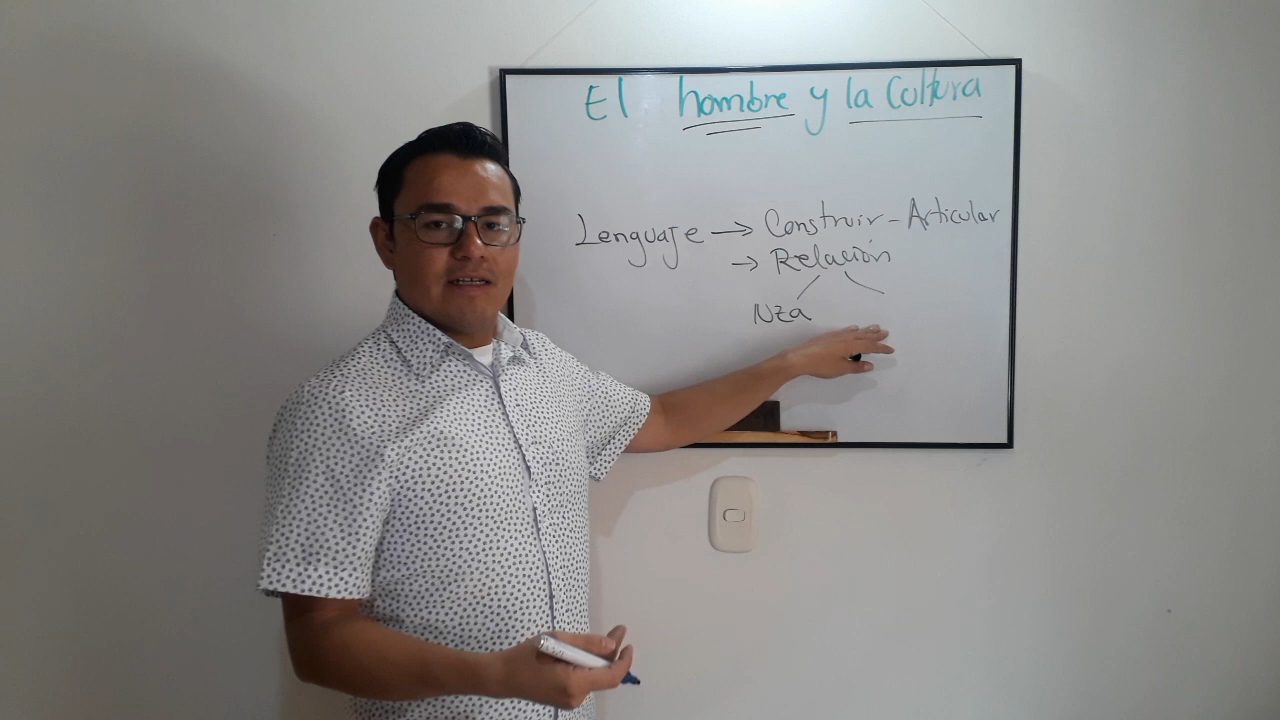 El hombre y la Cultura
Lenguaje → Construir - Articular
→ Relación
Nza